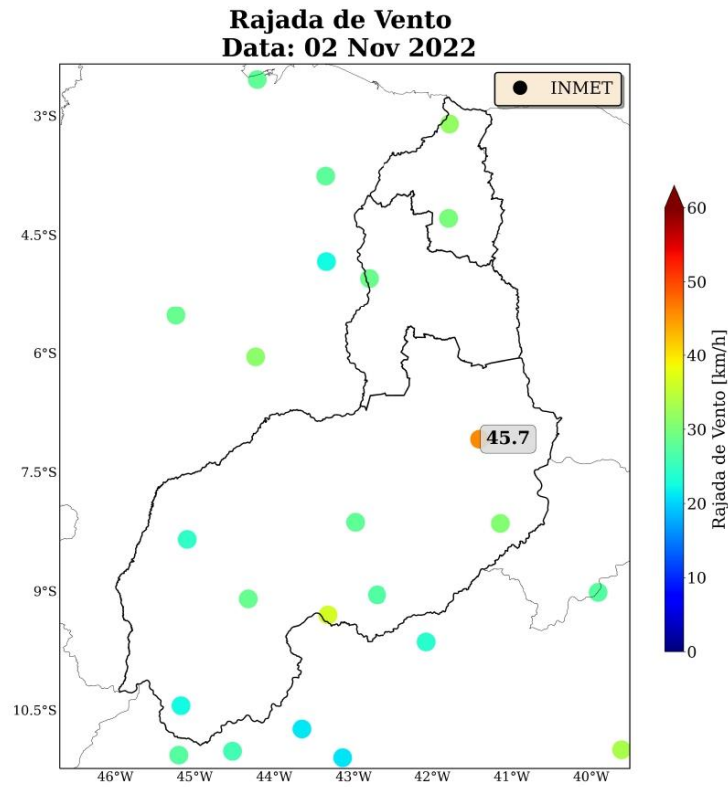 Rajada de Vento
Data: 02 Nov 2022
INMET
3°S
4.5°S
6°S
7.5°S
9°S
10.5°S
45.7
46°W 45°W 44°W 43°W 42°W 41°W 40°W
60
50
40
30
20
10
0
Rajada de Vento [km/h]